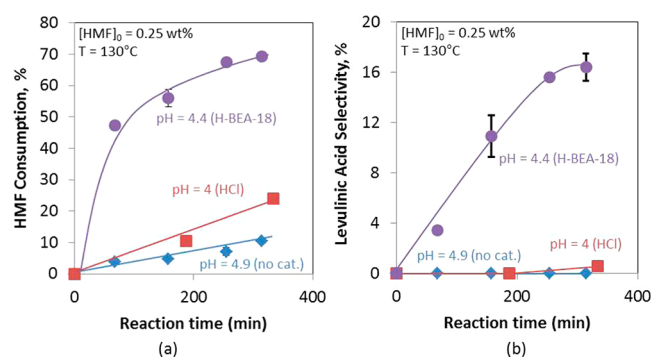 (a)
[HMF]₀ = 0.25 wt%
T = 130°C
HMF Consumption, %
80
70
60
50
40
30
20
10
0
pH = 4.4 (H-BEA-18)
pH = 4 (HCl)
pH = 4.9 (no cat.)
0
200
400
Reaction time (min)
(a)
(b)
[HMF]₀ = 0.25 wt%
T = 130°C
Levulinic Acid Selectivity, %
20
16
12
8
4
0
pH = 4.4 (H-BEA-18)
pH = 4 (HCl)
pH = 4.9 (no cat.)
0
200
400
Reaction time (min)
(b)